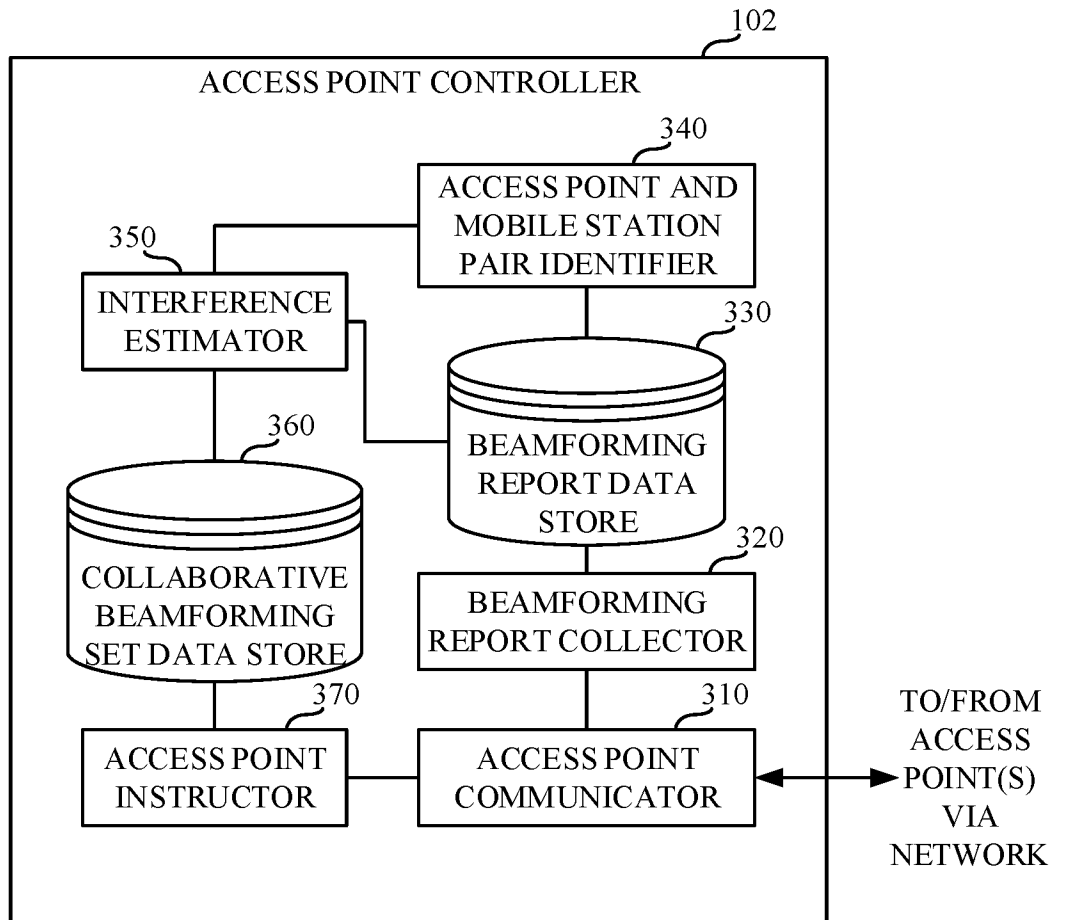 102
ACCESS POINT CONTROLLER
340
ACCESS POINT AND
MOBILE STATION
PAIR IDENTIFIER
350
INTERFERENCE
ESTIMATOR
330
BEAMFORMING
REPORT DATA
STORE
360
COLLABORATIVE
BEAMFORMING
SET DATA STORE
320
BEAMFORMING
REPORT COLLECTOR
370
ACCESS POINT
INSTRUCTOR
310
ACCESS POINT
COMMUNICATOR
TO/FROM
ACCESS
POINT(S)
VIA
NETWORK